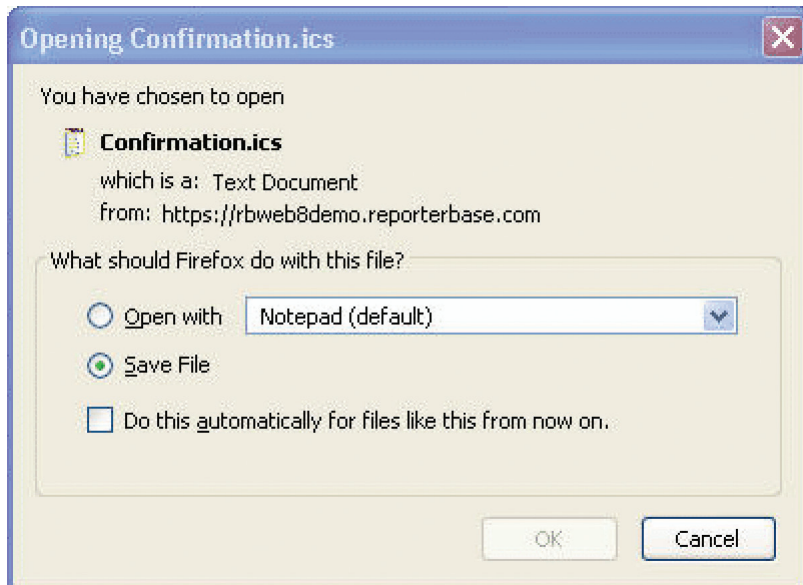 Opening Confirmation.ics
You have chosen to open
Confirmation.ics
which is a: Text Document
from: https://rbweb8demo.reporterbase.com
What should Firefox do with this file?
Open with Notepad (default)
Save File
Do this automatically for files like this from now on.
OK Cancel